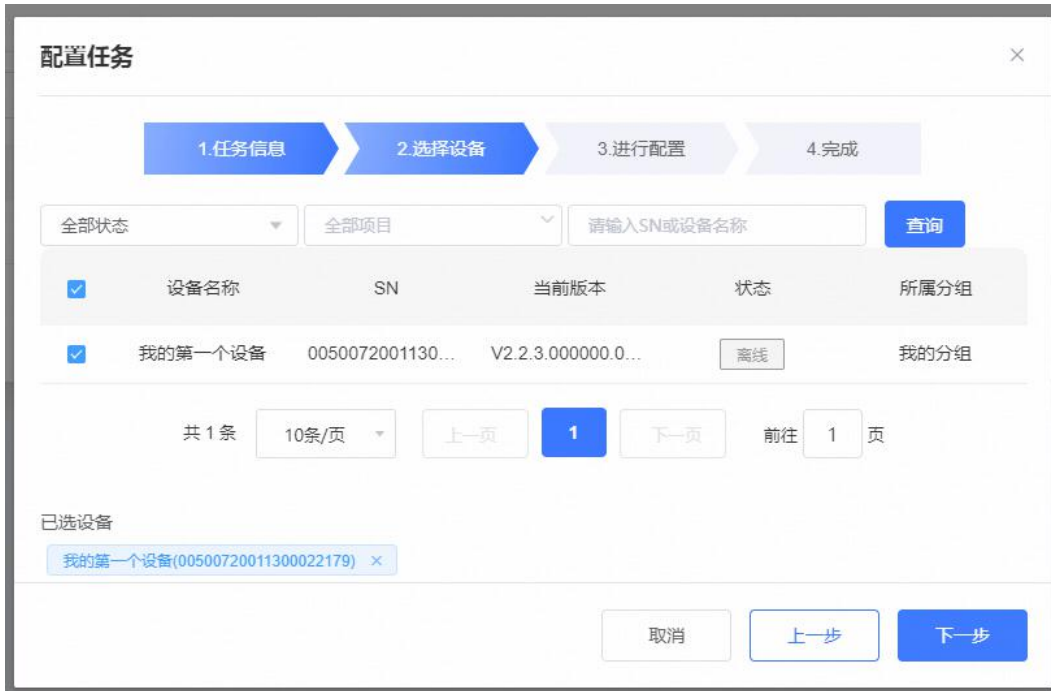 配置任务
1.任务信息 2.选择设备 3.进行配置 4.完成
全部状态 全部项目 请输入SN或设备名称 查询
设备名称 SN 当前版本 状态 所属分组
我的第一个设备 0050072001130... V2.2.3.000000.0... 离线 我的分组
共 1 条 10条/页 上一页 1 下一页 前往 1 页
已选设备
我的第一个设备(00500720011300022179) ×
取消 上一步 下一步